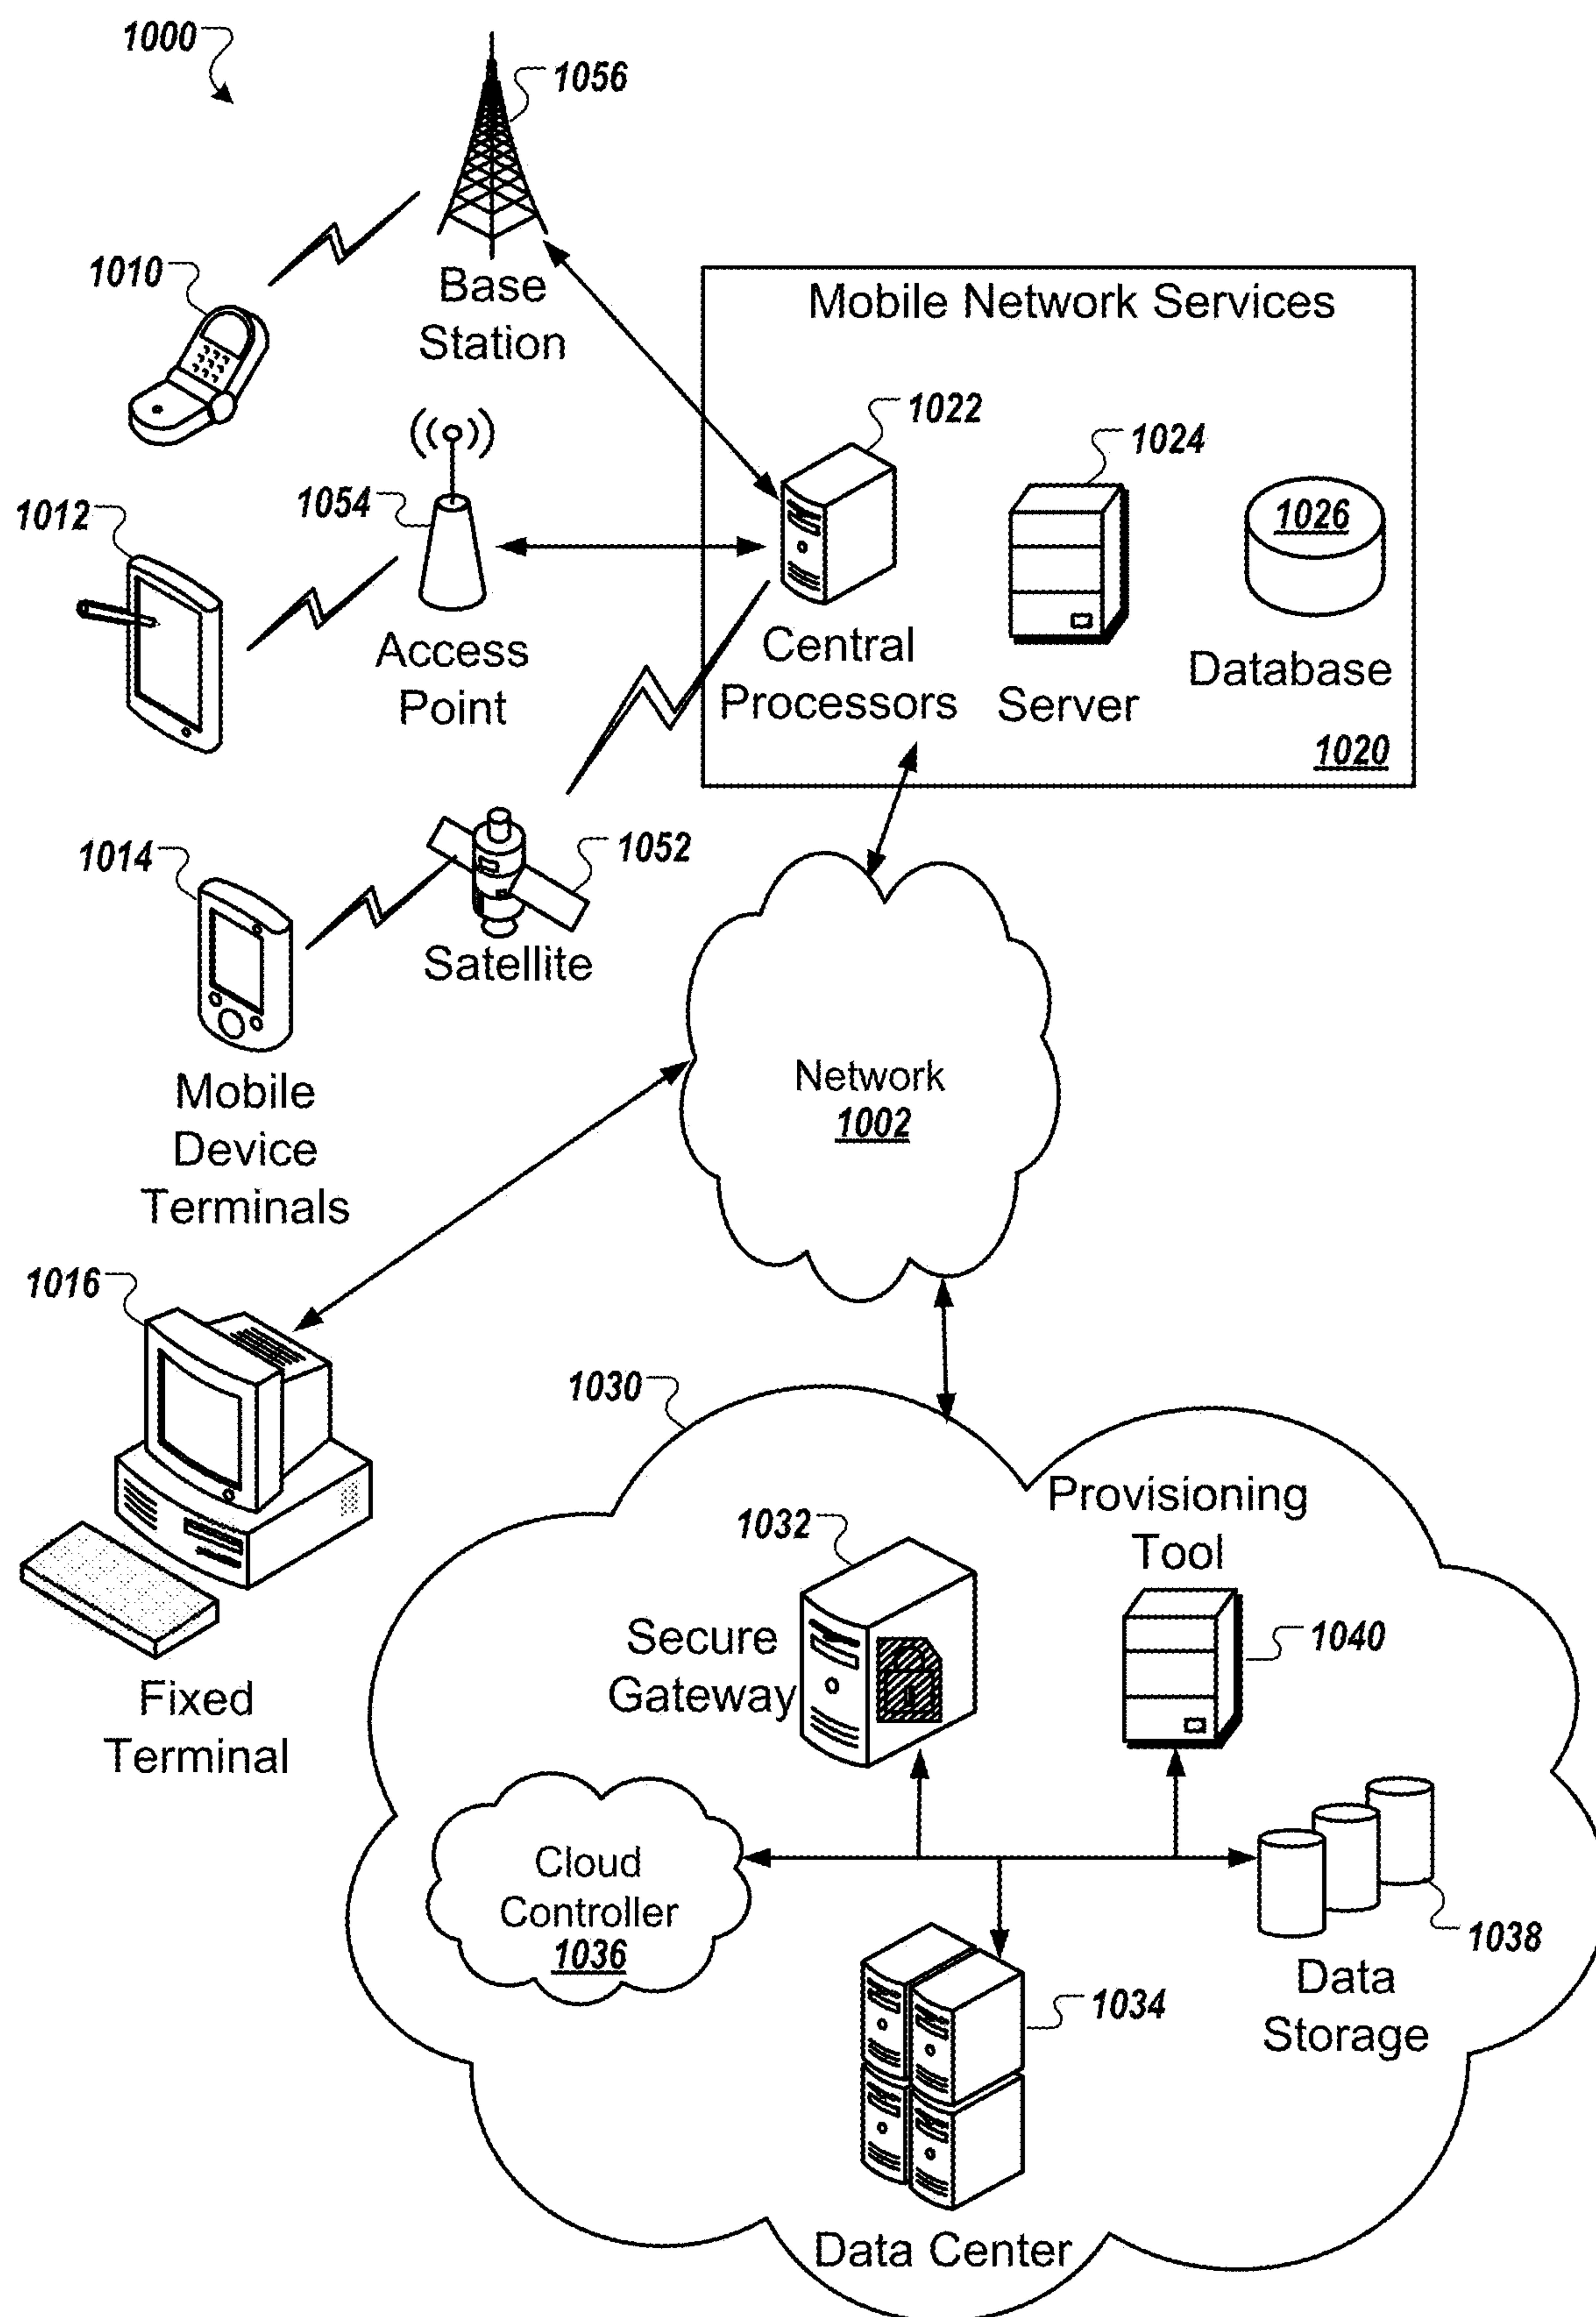 1000
1056
Base
Station
1010
Mobile Network Services
1022
1024
1026
1054
1012
Access
Point
Central
Processors
Server
Database
1020
1014
1052
Satellite
Mobile
Device
Terminals
Network
1002
1016
Fixed
Terminal
1030
Provisioning
Tool
1032
Secure
Gateway
1040
Cloud
Controller
1036
1038
Data
Storage
1034
Data Center